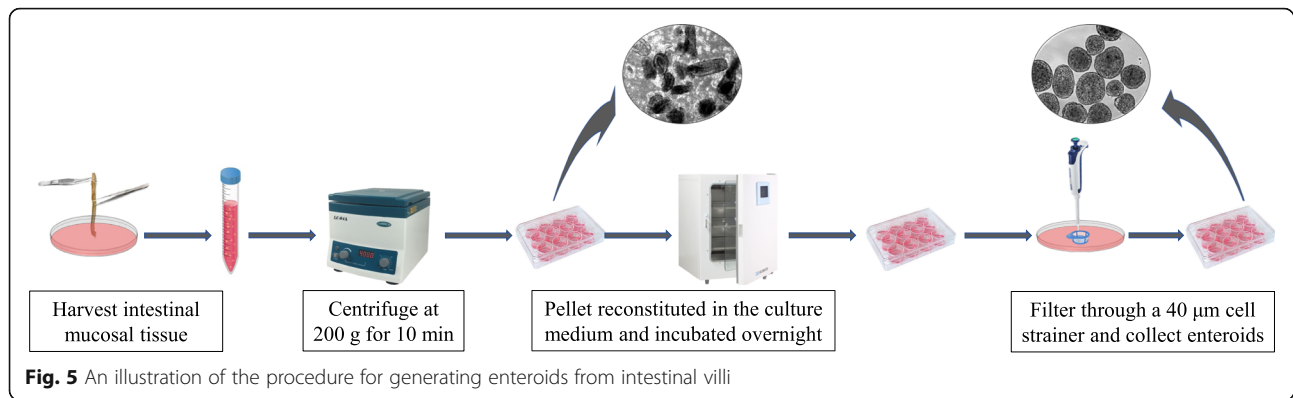 Harvest intestinal
mucosal tissue
Centrifuge at
200 g for 10 min
Pellet reconstituted in the culture
medium and incubated overnight
Filter through a 40 μm cell
strainer and collect enteroids
Fig. 5 An illustration of the procedure for generating enteroids from intestinal villi